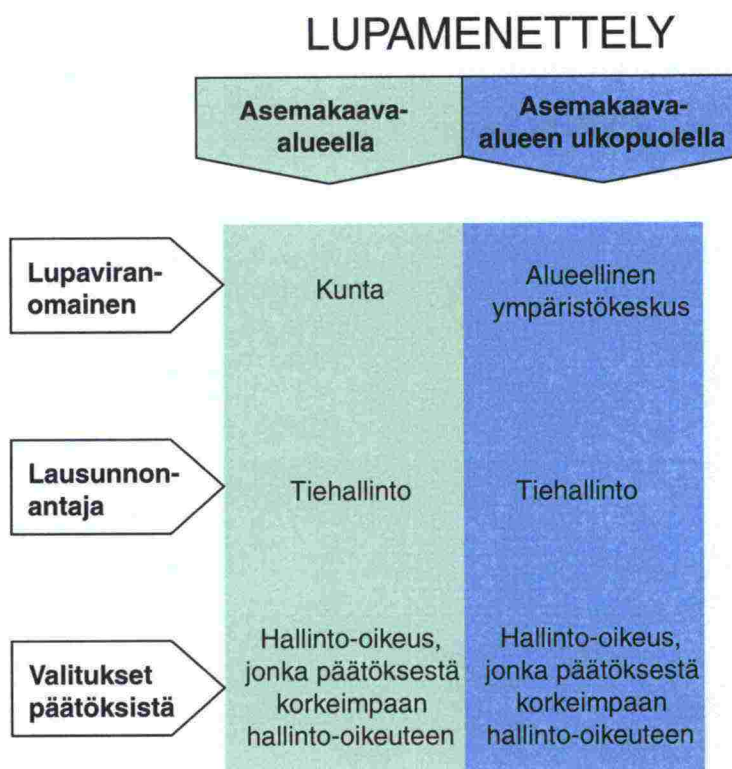 LUPAMENETTELY
Asemakaava-
alueella
Asemakaava-
alueen ulkopuolella
Lupaviran-
omainen
Kunta
Alueellinen
ympäristökeskus
Lausunnon-
antaja
Tiehallinto
Tiehallinto
Valitukset
päätöksistä
Hallinto-oikeus,
jonka päätöksestä
korkeimpaan
hallinto-oikeuteen
Hallinto-oikeus,
jonka päätöksestä
korkeimpaan
hallinto-oikeuteen